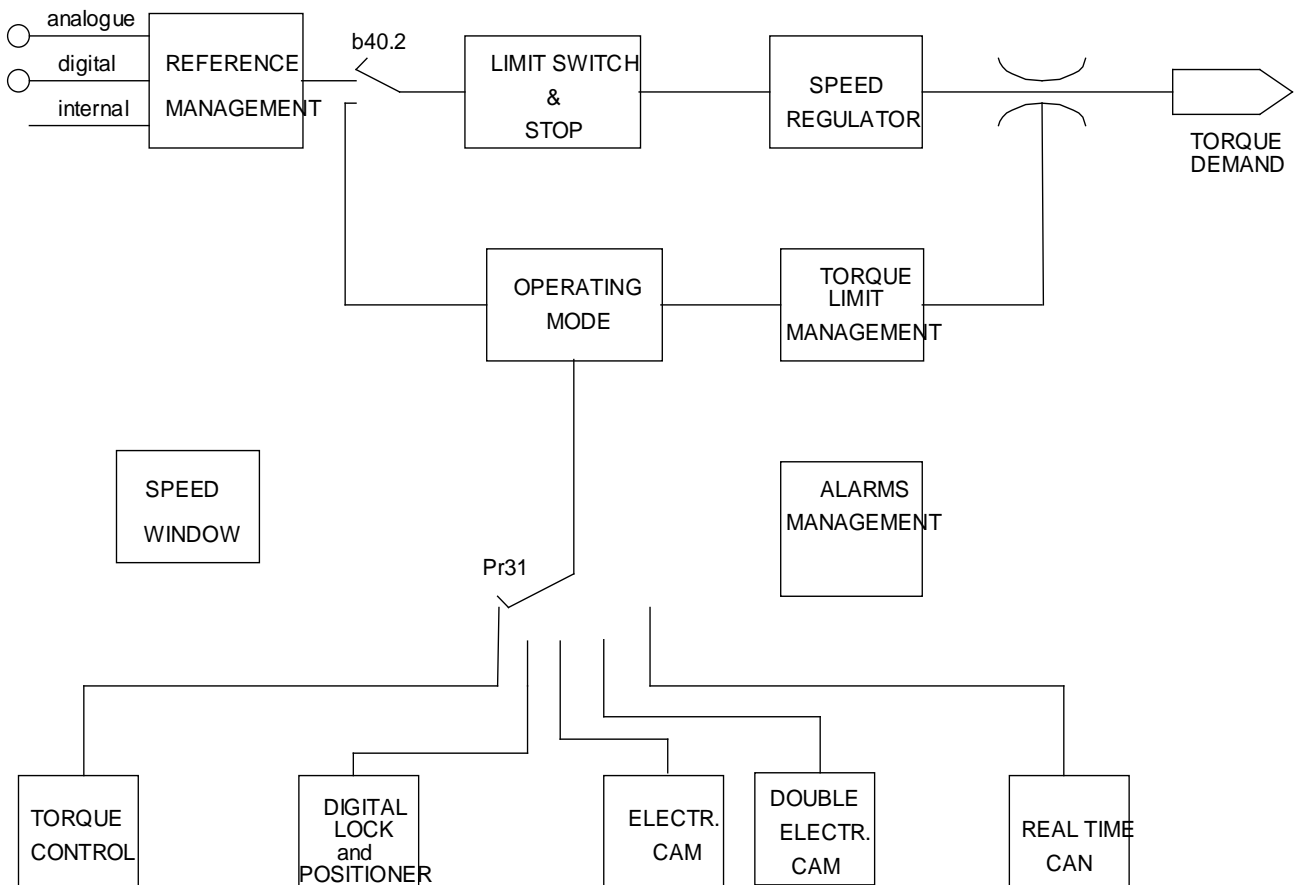 analogue
digital
internal
REFERENCE
MANAGEMENT
b40.2
LIMIT SWITCH
&
STOP
SPEED
REGULATOR
TORQUE
DEMAND
OPERATING
MODE
TORQUE
LIMIT
MANAGEMENT
SPEED
WINDOW
ALARMS
MANAGEMENT
Pr31
TORQUE
CONTROL
DIGITAL
LOCK
and
POSITIONER
ELECTR.
CAM
DOUBLE
ELECTR.
CAM
REAL TIME
CAN